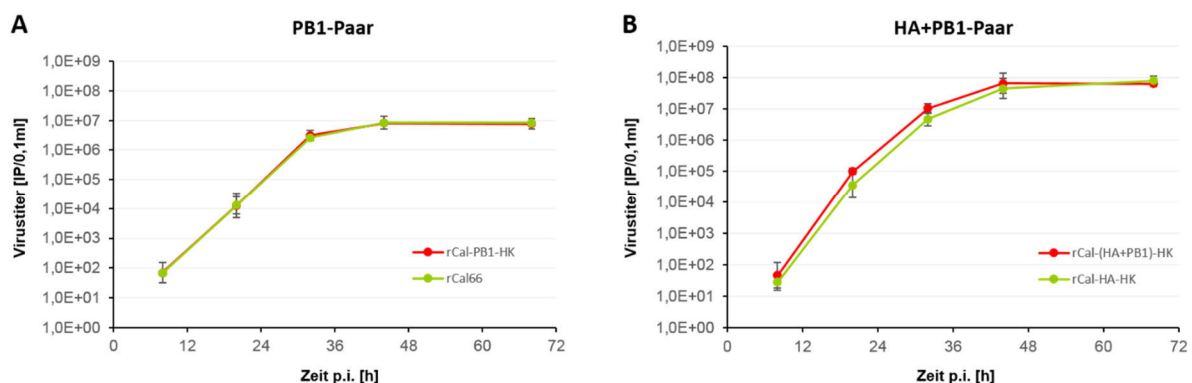 A
PB1-Paar
Virustiter [IP/0,1ml]
1,0E+09
1,0E+08
1,0E+07
1,0E+06
1,0E+05
1,0E+04
1,0E+03
1,0E+02
1,0E+01
1,0E+00
rCal-PB1-HK
rCal66
0 12 24 36 48 60 72
Zeit p.i. [h]
B
HA+PB1-Paar
Virustiter [IP/0,1ml]
1,0E+09
1,0E+08
1,0E+07
1,0E+06
1,0E+05
1,0E+04
1,0E+03
1,0E+02
1,0E+01
1,0E+00
rCal-(HA+PB1)-HK
rCal-HA-HK
0 12 24 36 48 60 72
Zeit p.i. [h]